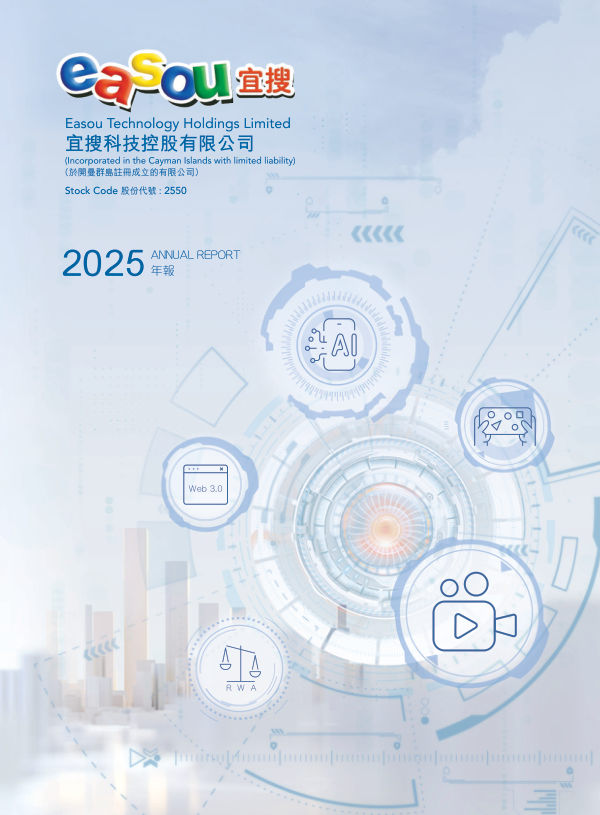 easou 宜搜
Easou Technology Holdings Limited
宜搜科技控股有限公司
(Incorporated in the Cayman Islands with limited liability)
（於開曼群島註冊成立的有限公司）
Stock Code 股份代號 : 2550
2025 ANNUAL REPORT
年報
AI
Web 3.0
R W A